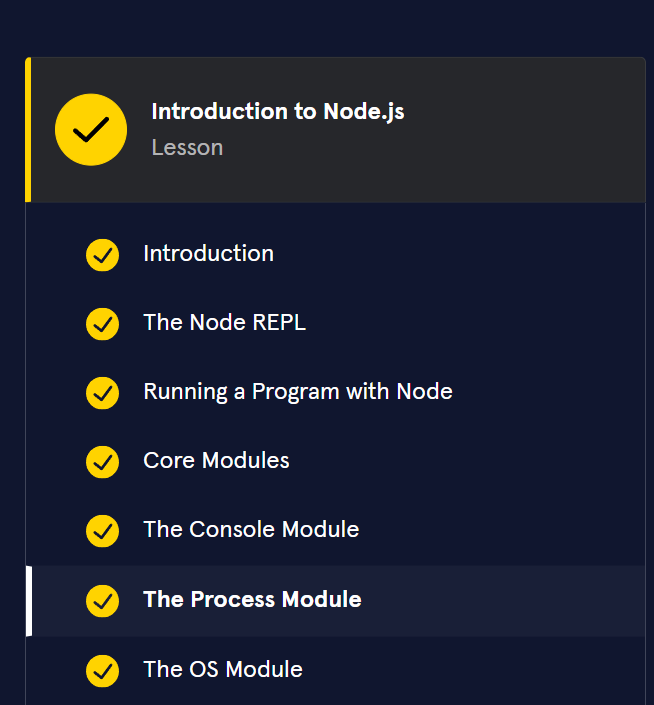 Introduction to Node.js
Lesson
Introduction
The Node REPL
Running a Program with Node
Core Modules
The Console Module
The Process Module
The OS Module